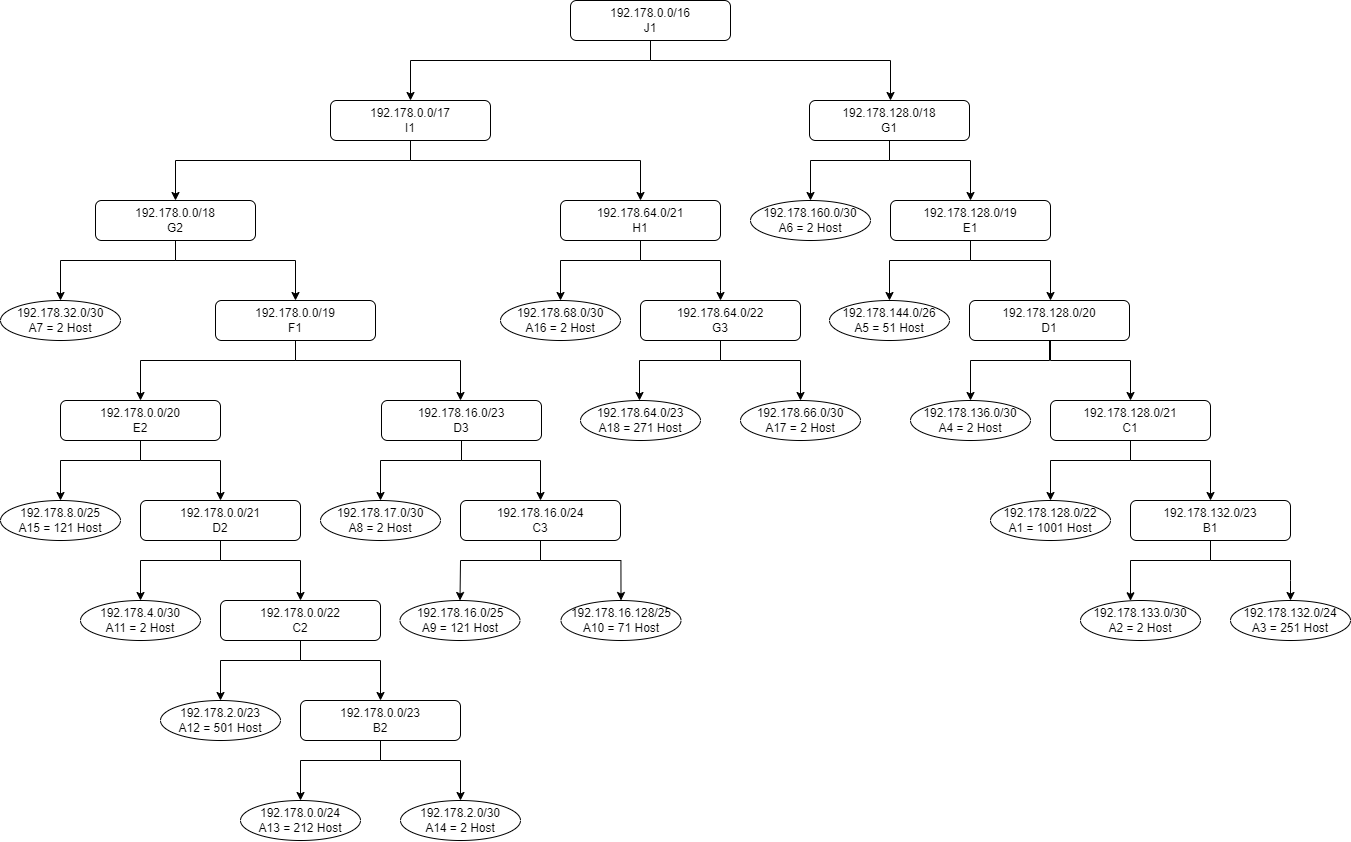 192.178.0.0/16
J1
192.178.0.0/17
I1
192.178.128.0/18
G1
192.178.0.0/18
G2
192.178.64.0/21
H1
192.178.160.0/30
A6 = 2 Host
192.178.128.0/19
E1
192.178.32.0/30
A7 = 2 Host
192.178.0.0/19
F1
192.178.68.0/30
A16 = 2 Host
192.178.64.0/22
G3
192.178.144.0/26
A5 = 51 Host
192.178.128.0/20
D1
192.178.0.0/20
E2
192.178.16.0/23
D3
192.178.64.0/23
A18 = 271 Host
192.178.66.0/30
A17 = 2 Host
192.178.136.0/30
A4 = 2 Host
192.178.128.0/21
C1
192.178.8.0/25
A15 = 121 Host
192.178.0.0/21
D2
192.178.17.0/30
A8 = 2 Host
192.178.16.0/24
C3
192.178.128.0/22
A1 = 1001 Host
192.178.132.0/23
B1
192.178.4.0/30
A11 = 2 Host
192.178.0.0/22
C2
192.178.16.0/25
A9 = 121 Host
192.178.16.128/25
A10 = 71 Host
192.178.133.0/30
A2 = 2 Host
192.178.132.0/24
A3 = 251 Host
192.178.2.0/23
A12 = 501 Host
192.178.0.0/23
B2
192.178.0.0/24
A13 = 212 Host
192.178.2.0/30
A14 = 2 Host